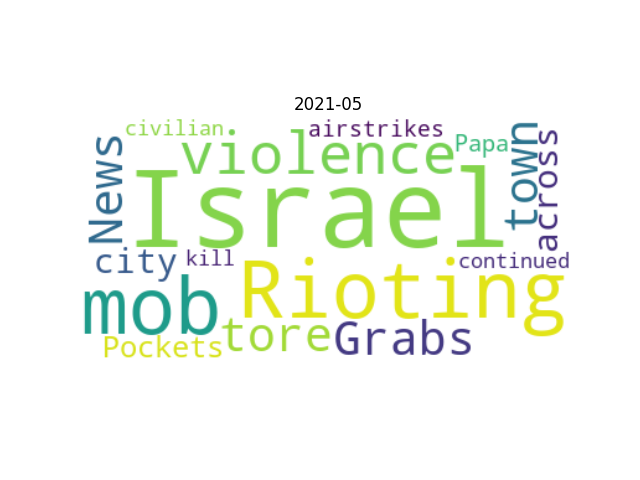 2021-05
civilian
airstrikes
violence
Papa
News
town
across
Israel
city
kill
continued
mob
Rioting
tore
Grabs
Pockets